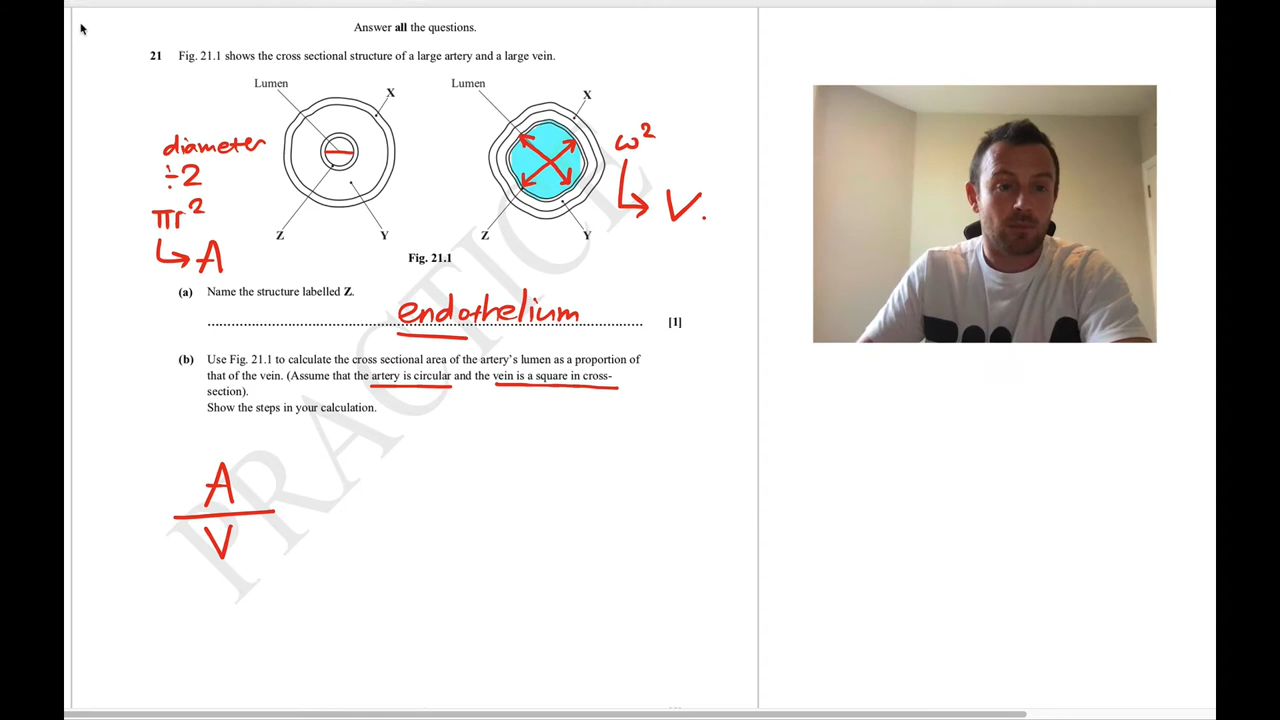 Answer all the questions.
21 Fig. 21.1 shows the cross sectional structure of a large artery and a large vein.
Lumen X Lumen X
diameter
÷2
πr²
↳ A
ω²
↳ V.
Z Y Z Y
Fig. 21.1
(a) Name the structure labelled Z.
endothelium [1]
(b) Use Fig. 21.1 to calculate the cross sectional area of the artery's lumen as a proportion of
that of the vein. (Assume that the artery is circular and the vein is a square in cross-
section).
Show the steps in your calculation.
A
V
PRACTICE